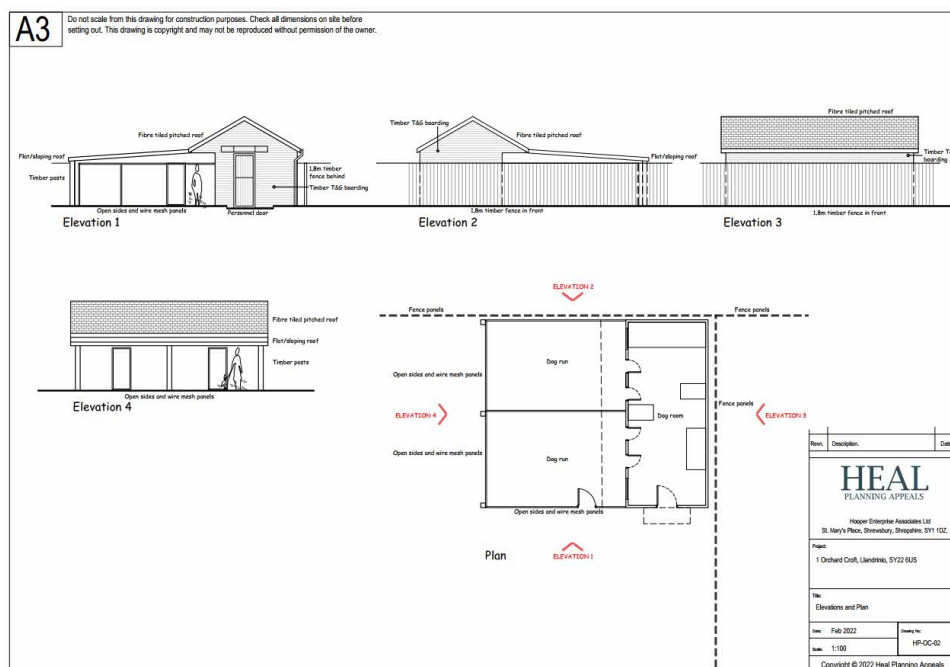 A3
Do not scale from this drawing for construction purposes. Check all dimensions on site before
setting out. This drawing is copyright and may not be reproduced without permission of the owner.
Fibre tiled pitched roof
Flat/sloping roof
Timber posts
1.8m timber
fence behind
Timber T&G boarding
Open sides and wire mesh panels
Personnel door
Elevation 1
Timber T&G boarding
Fibre tiled pitched roof
Flat/sloping roof
1.8m timber fence in front
Elevation 2
Fibre tiled pitched roof
Timber T&
boarding
1.8m timber fence in front
Elevation 3
Fibre tiled pitched roof
Flat/sloping roof
Timber posts
Open sides and wire mesh panels
Elevation 4
ELEVATION 2
Fence panels
Fence panels
Dog run
Open sides and wire mesh panels
Fence panels
ELEVATION 4
Dog room
ELEVATION 3
Open sides and wire mesh panels
Dog run
Open sides and wire mesh panels
Plan
ELEVATION 1
Revn. Description. Date
HEAL
PLANNING APPEALS
Hooper Enterprise Associates Ltd
St. Mary's Place, Shrewsbury, Shropshire. SY1 1DZ.
Project:
1 Orchard Croft, Llandrinio, SY22 6US
Title:
Elevations and Plan
Date: Feb 2022
Drawing No:
HP-OC-02
Scale: 1:100
Copyright © 2022 Heal Planning Appeals